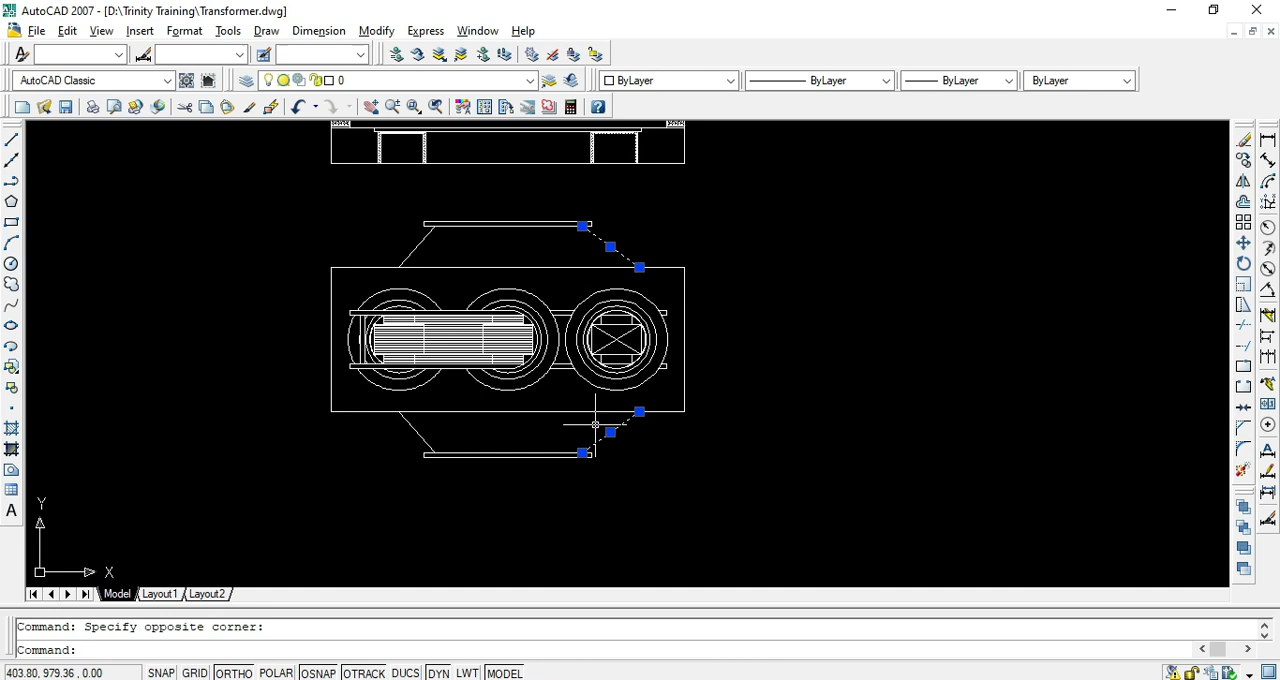 AutoCAD 2007 - [D:\Trinity Training\Transformer.dwg]
File Edit View Insert Format Tools Draw Dimension Modify Express Window Help
AutoCAD Classic 0 ByLayer ByLayer ByLayer ByLayer
A
Y
X
Model Layout1 Layout2
Command: Specify opposite corner:
Command:
403.80, 979.36 , 0.00 SNAP GRID ORTHO POLAR OSNAP OTRACK DUCS DYN LWT MODEL